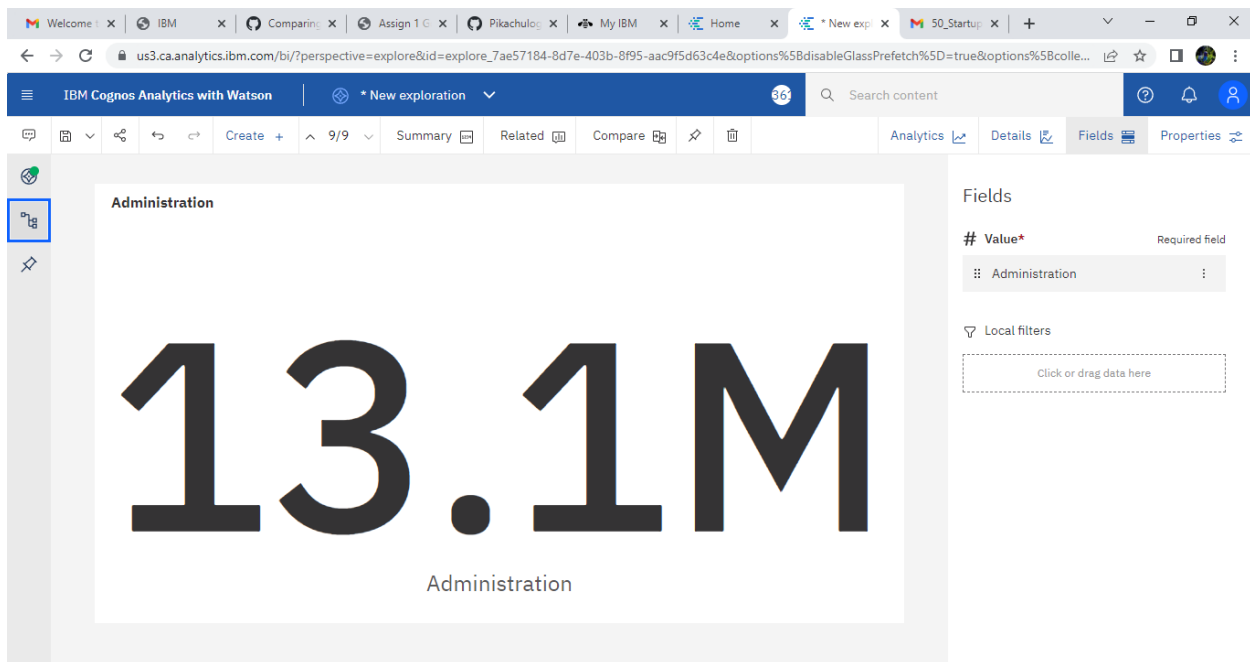 Welcome t
IBM
Comparing
Assign 1 G
Pikachulog
My IBM
Home
* New expl
50_Startup
us3.ca.analytics.ibm.com/bi/?perspective=explore&id=explore_7ae57184-8d7e-403b-8f95-aac9f5d63c4e&options%5BdisableGlassPrefetch%5D=true&options%5Bcolle...
IBM Cognos Analytics with Watson
* New exploration
Search content
Create +
9/9
Summary
Related
Compare
Analytics
Details
Fields
Properties
Administration
13.1M
Administration
Fields
# Value*
Required field
Administration
Local filters
Click or drag data here